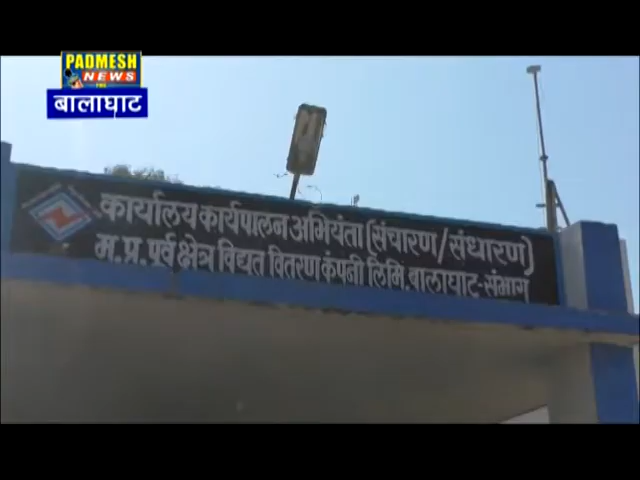 PADMESH
NEWS
बालाघाट
कार्यालय कार्यपालन अभियंता (संचारण/संधारण)
म.प्र.पूर्व क्षेत्र विद्युत वितरण कंपनी लिमि. बालाघाट-संभाग